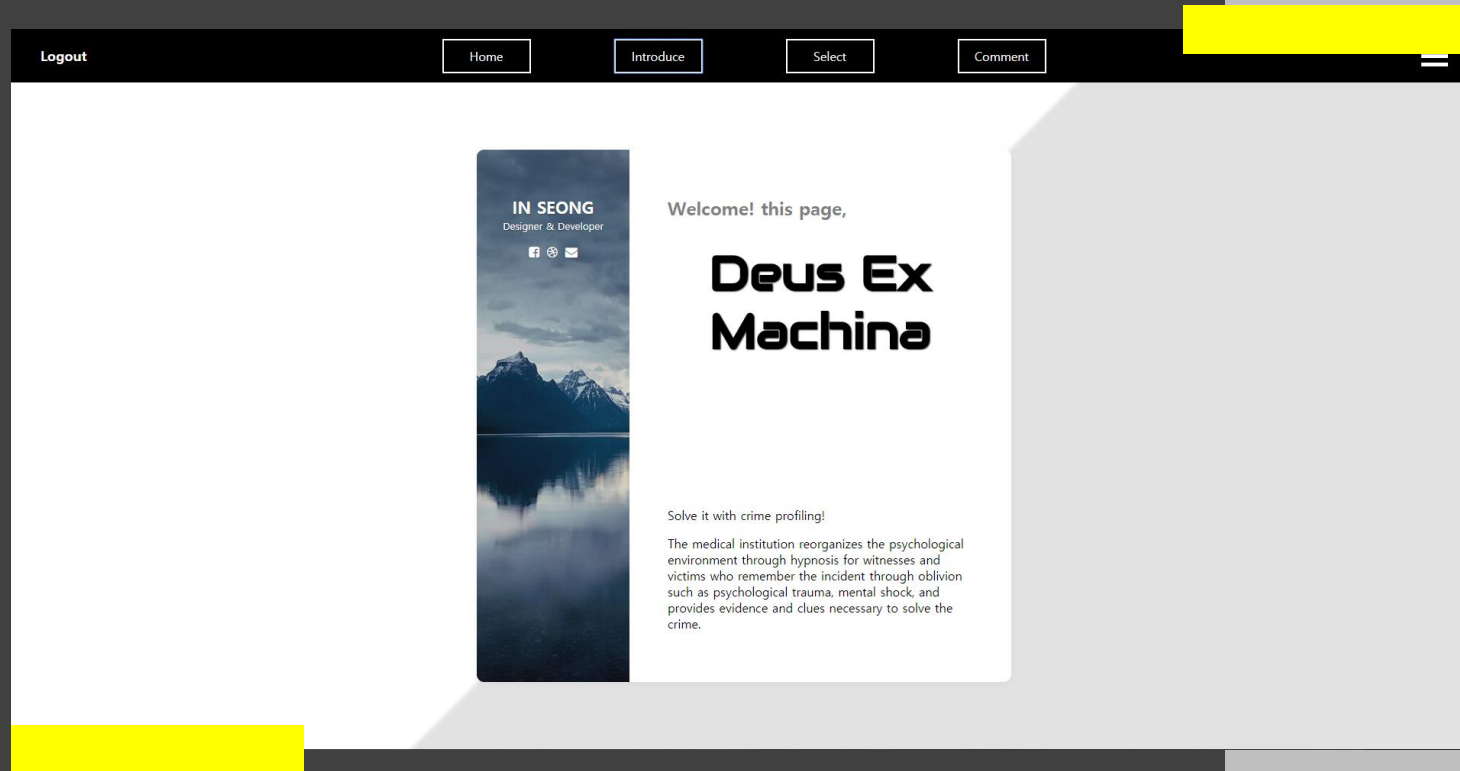 Logout
Home
Introduce
Select
Comment
IN SEONG
Designer & Developer
Welcome! this page,
Deus Ex
Machina
Solve it with crime profiling!
The medical institution reorganizes the psychological
environment through hypnosis for witnesses and
victims who remember the incident through oblivion
such as psychological trauma, mental shock, and
provides evidence and clues necessary to solve the
crime.